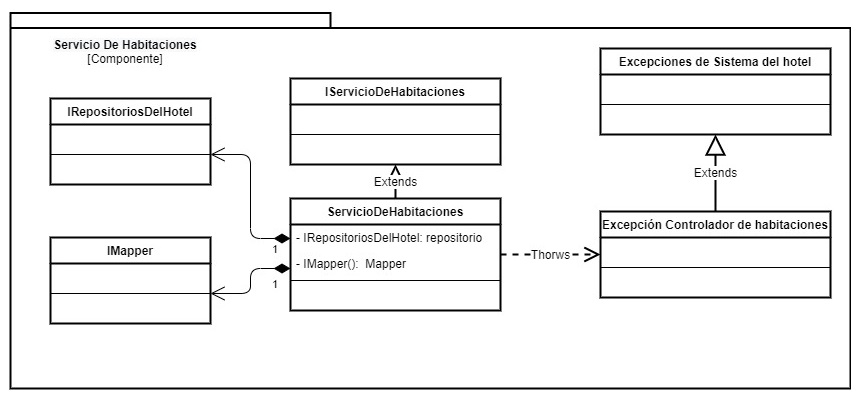 Servicio De Habitaciones
[Componente]
Excepciones de Sistema del hotel
IServicioDeHabitaciones
IRepositoriosDelHotel
Extends
Extends
ServicioDeHabitaciones
Excepción Controlador de habitaciones
- IRepositoriosDelHotel: repositorio
1
IMapper
Thorws
- IMapper(): Mapper
1